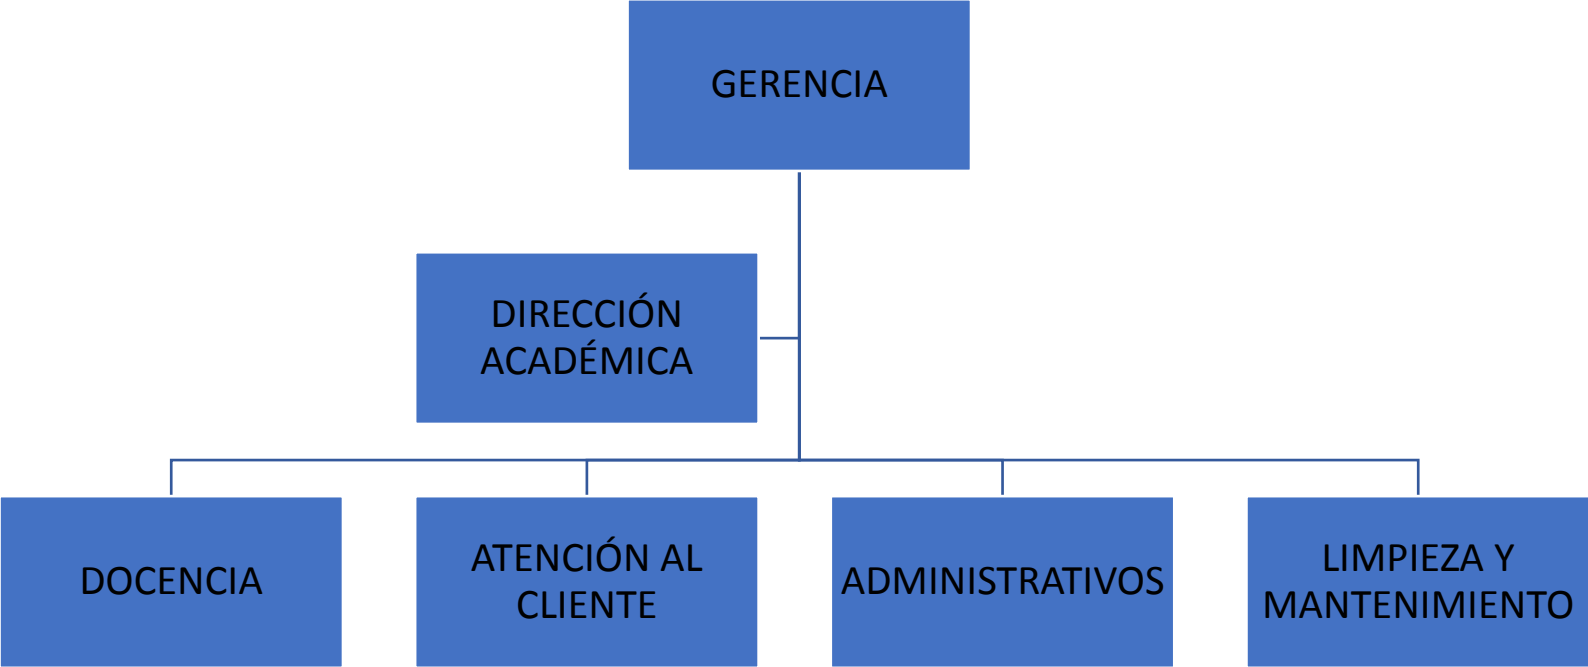 GERENCIA
DIRECCIÓN
ACADÉMICA
DOCENCIA
ATENCIÓN AL
CLIENTE
ADMINISTRATIVOS
LIMPIEZA Y
MANTENIMIENTO